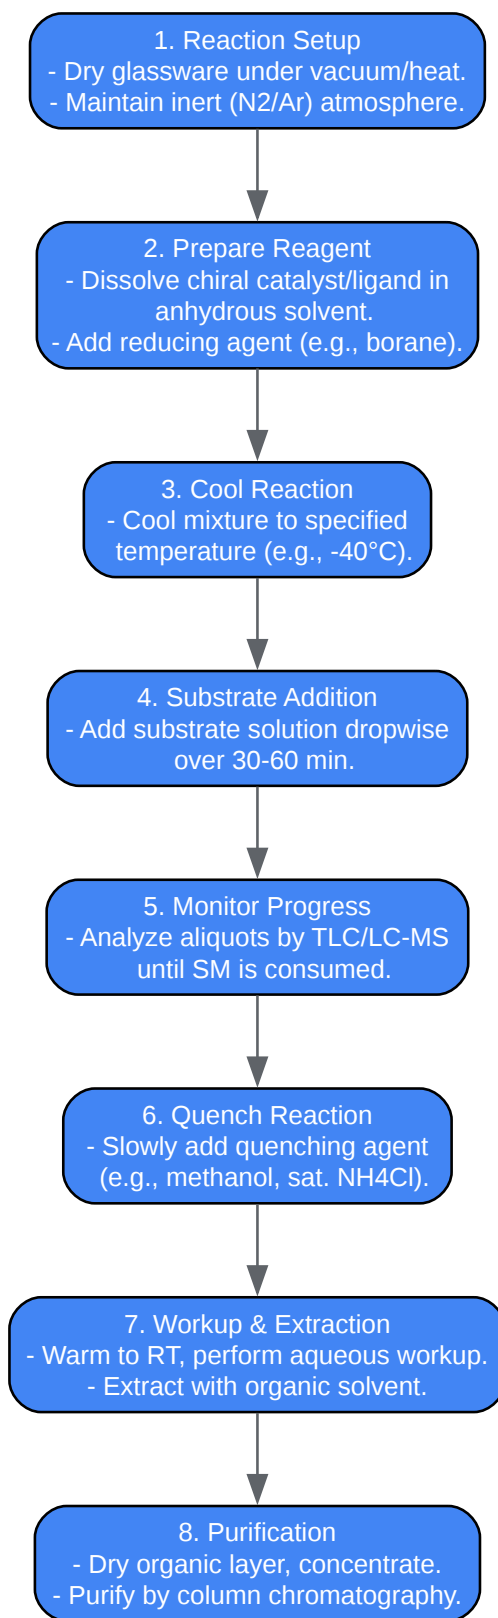 1. Reaction Setup
- Dry glassware under vacuum/heat.
- Maintain inert (N2/Ar) atmosphere.
2. Prepare Reagent
- Dissolve chiral catalyst/ligand in
anhydrous solvent.
- Add reducing agent (e.g., borane).
3. Cool Reaction
- Cool mixture to specified
temperature (e.g., -40°C).
4. Substrate Addition
- Add substrate solution dropwise
over 30-60 min.
5. Monitor Progress
- Analyze aliquots by TLC/LC-MS
until SM is consumed.
6. Quench Reaction
- Slowly add quenching agent
(e.g., methanol, sat. NH4Cl).
7. Workup & Extraction
- Warm to RT, perform aqueous workup.
- Extract with organic solvent.
8. Purification
- Dry organic layer, concentrate.
- Purify by column chromatography.